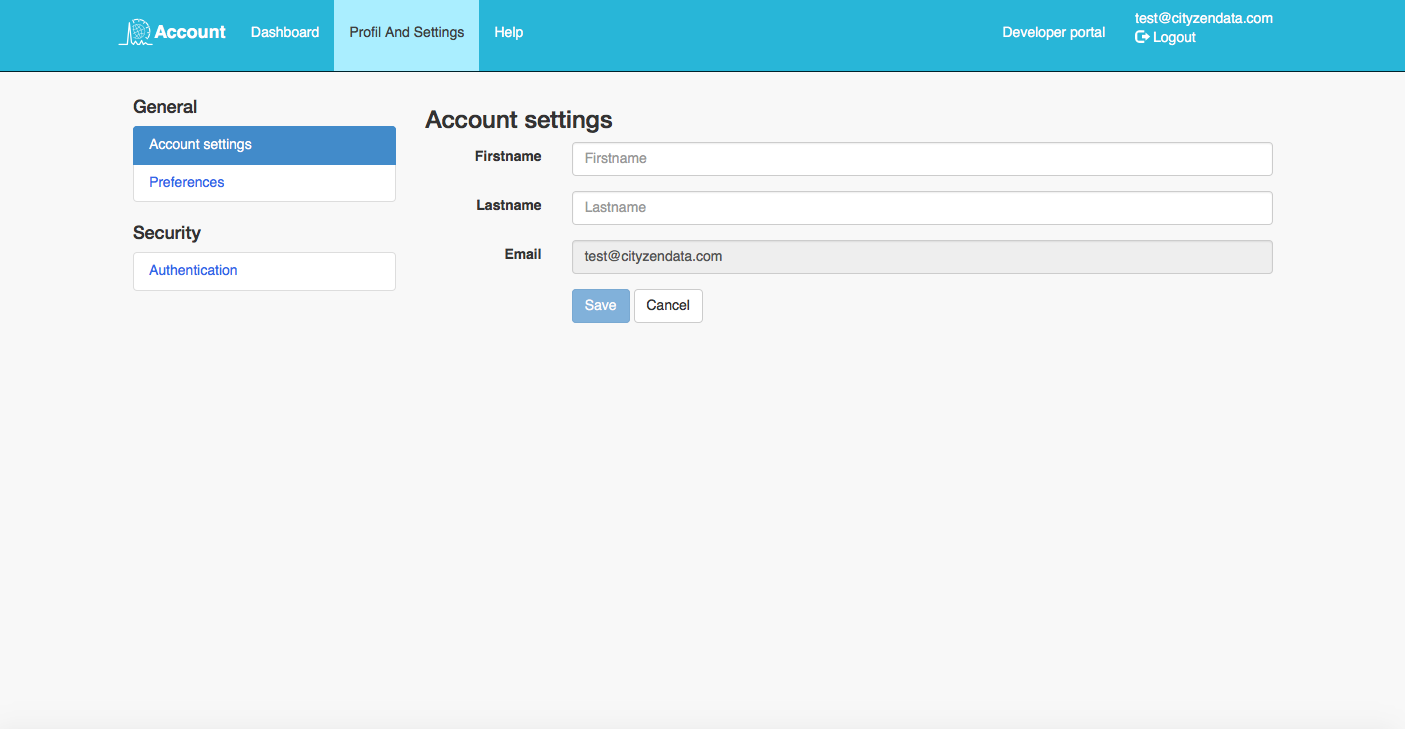 Account Dashboard Profil And Settings Help Developer portal test@cityzendata.com
Logout
General
Account settings
Preferences
Security
Authentication
Account settings
Firstname Firstname
Lastname Lastname
Email test@cityzendata.com
Save Cancel